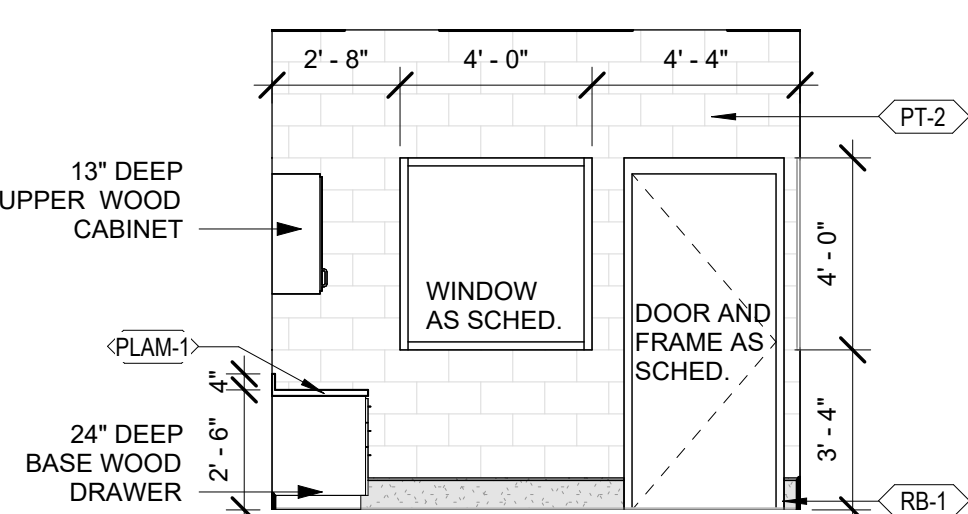 2' - 8"
4' - 0"
4' - 4"
PT-2
13" DEEP
UPPER WOOD
CABINET
4' - 0"
WINDOW
AS SCHED.
DOOR AND
FRAME AS
SCHED.
PLAM-1
4"
2' - 6"
3' - 4"
24" DEEP
BASE WOOD
DRAWER
RB-1